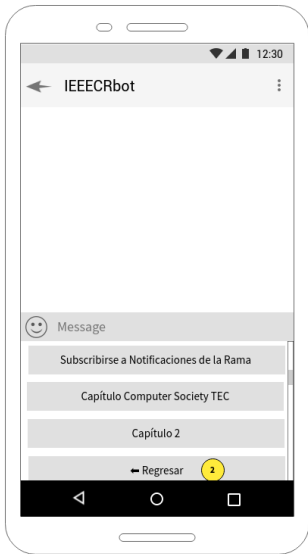 12:30
IEEECRbot
Message
Subscribirse a Notificaciones de la Rama
Capítulo Computer Society TEC
Capítulo 2
⬅ Regresar 2